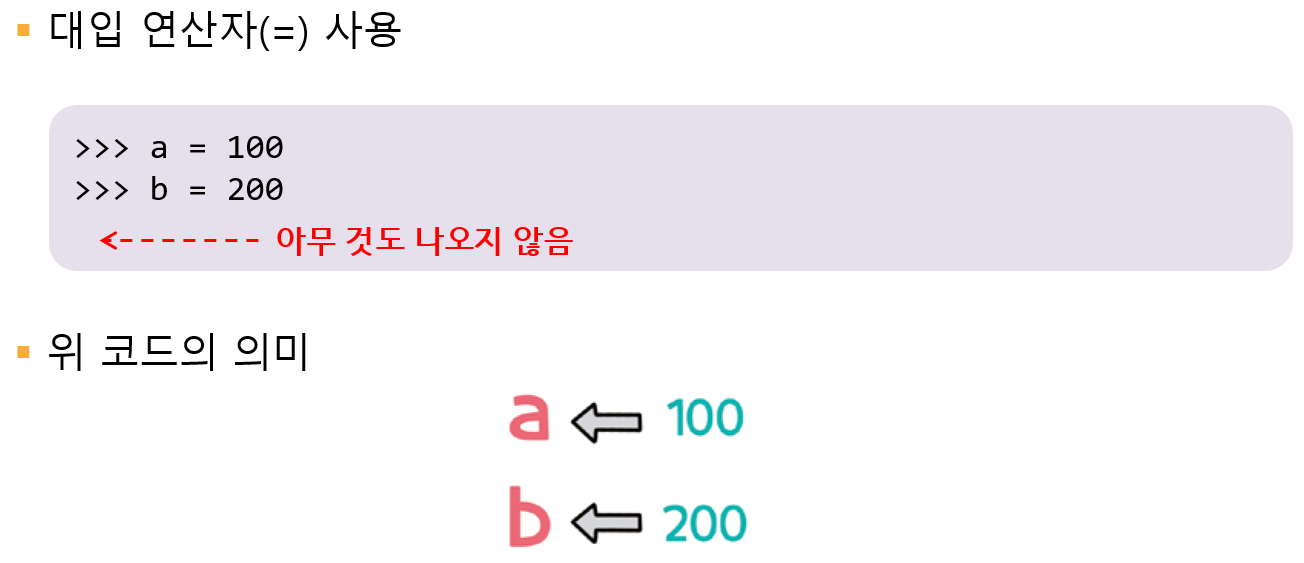 대입 연산자(=) 사용
>>> a = 100
>>> b = 200
<------- 아무 것도 나오지 않음
위 코드의 의미
a 100
b 200